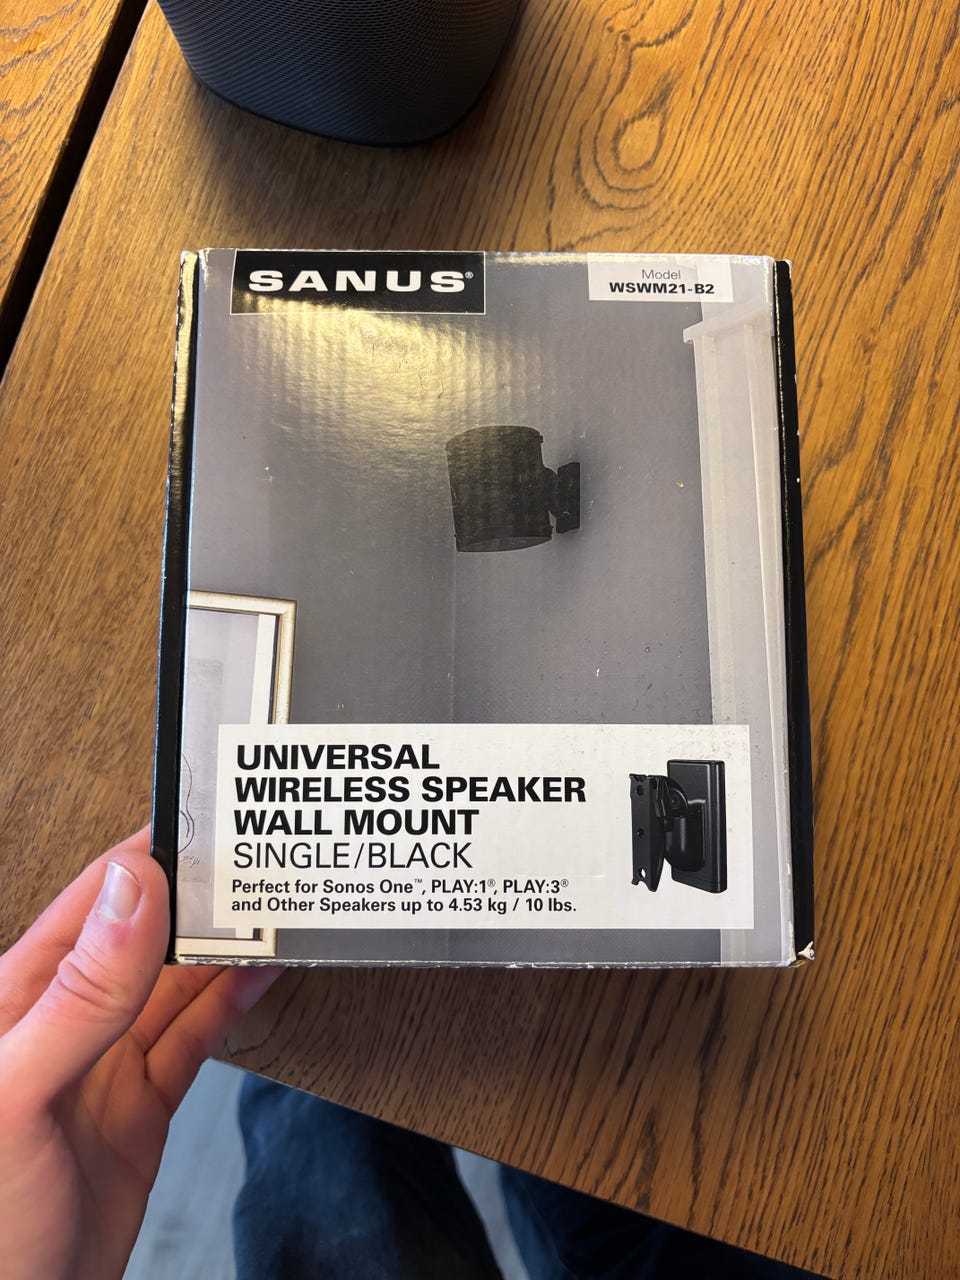 SANUS®
Model
WSWM21-B2
UNIVERSAL
WIRELESS SPEAKER
WALL MOUNT
SINGLE/BLACK
Perfect for Sonos One™, PLAY:1®, PLAY:3®
and Other Speakers up to 4.53 kg / 10 lbs.